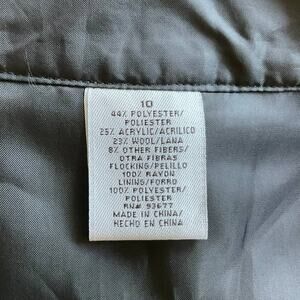 10
44% POLYESTER/
POLIESTER
25% ACRYLIC/ACRILICO
23% WOOL/LANA
8% OTHER FIBERS/
OTRA FIBRAS
FLOCKING/PELILLO
100% RAYON
LINING/FORRO
100% POLYESTER/
POLIESTER
RN# 93677
MADE IN CHINA/
HECHO EN CHINA